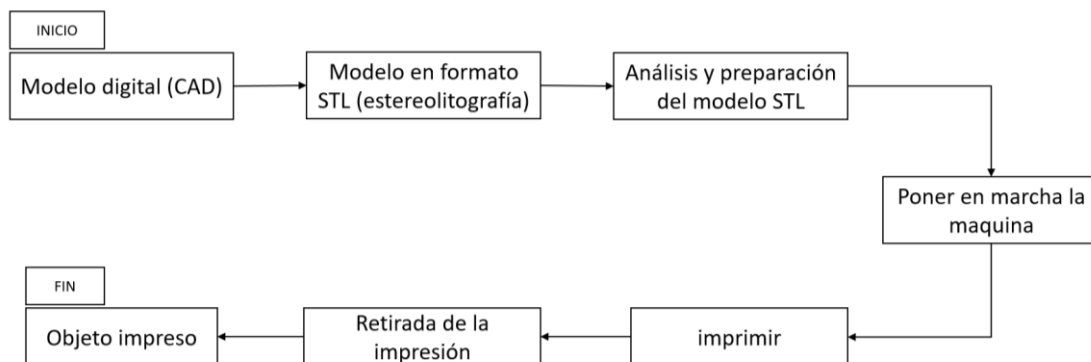 INICIO
Modelo digital (CAD)
Modelo en formato
STL (estereolitografía)
Análisis y preparación
del modelo STL
Poner en marcha la
maquina
imprimir
Retirada de la
impresión
FIN
Objeto impreso